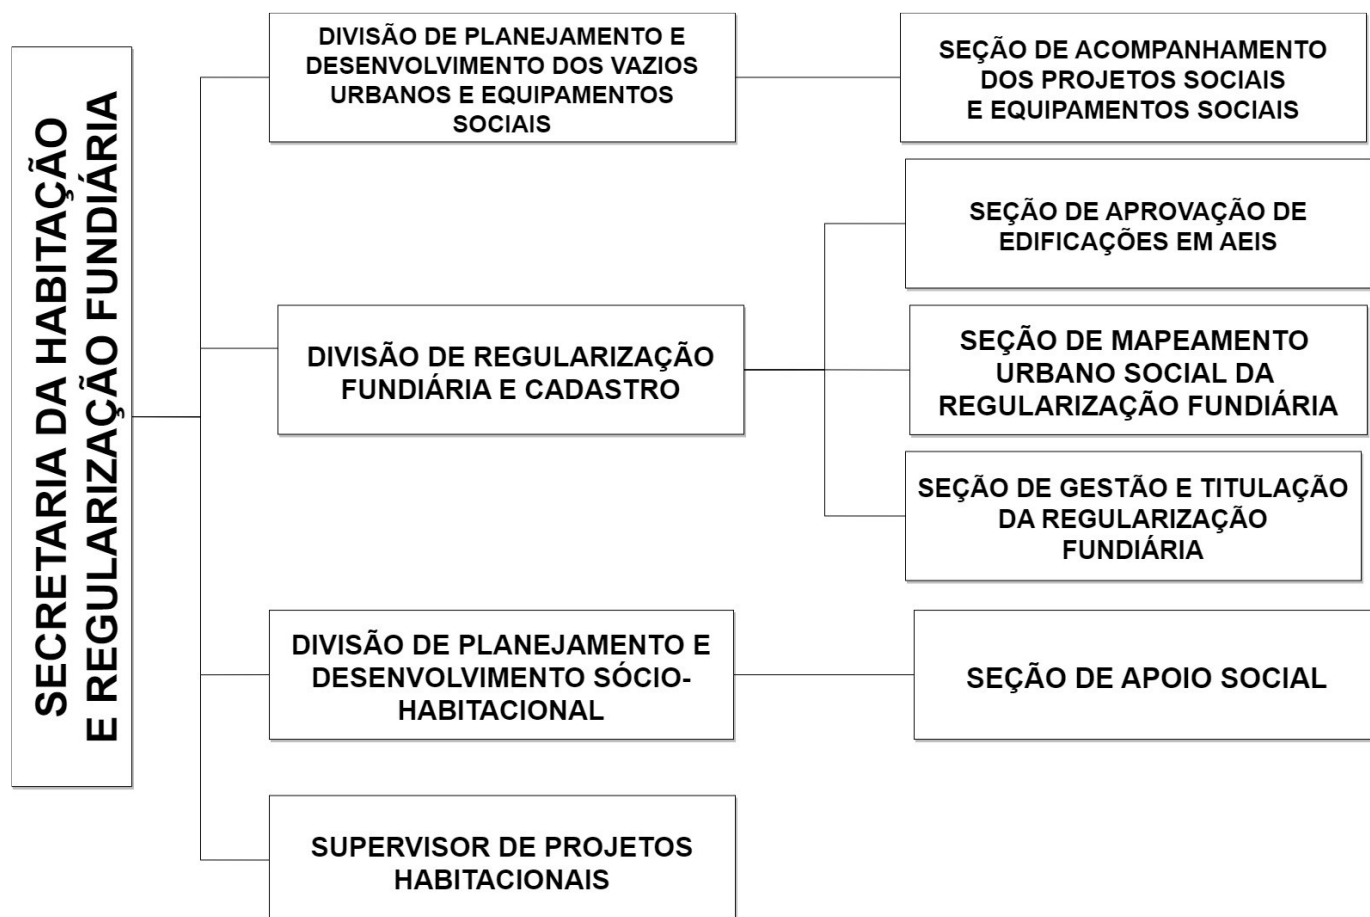 SECRETARIA DA HABITAÇÃO
E REGULARIZAÇÃO FUNDIÁRIA
DIVISÃO DE PLANEJAMENTO E
DESENVOLVIMENTO DOS VAZIOS
URBANOS E EQUIPAMENTOS
SOCIAIS
SEÇÃO DE ACOMPANHAMENTO
DOS PROJETOS SOCIAIS
E EQUIPAMENTOS SOCIAIS
DIVISÃO DE REGULARIZAÇÃO
FUNDIÁRIA E CADASTRO
SEÇÃO DE APROVAÇÃO DE
EDIFICAÇÕES EM AEIS
SEÇÃO DE MAPEAMENTO
URBANO SOCIAL DA
REGULARIZAÇÃO FUNDIÁRIA
SEÇÃO DE GESTÃO E TITULAÇÃO
DA REGULARIZAÇÃO
FUNDIÁRIA
DIVISÃO DE PLANEJAMENTO E
DESENVOLVIMENTO SÓCIO-
HABITACIONAL
SEÇÃO DE APOIO SOCIAL
SUPERVISOR DE PROJETOS
HABITACIONAIS